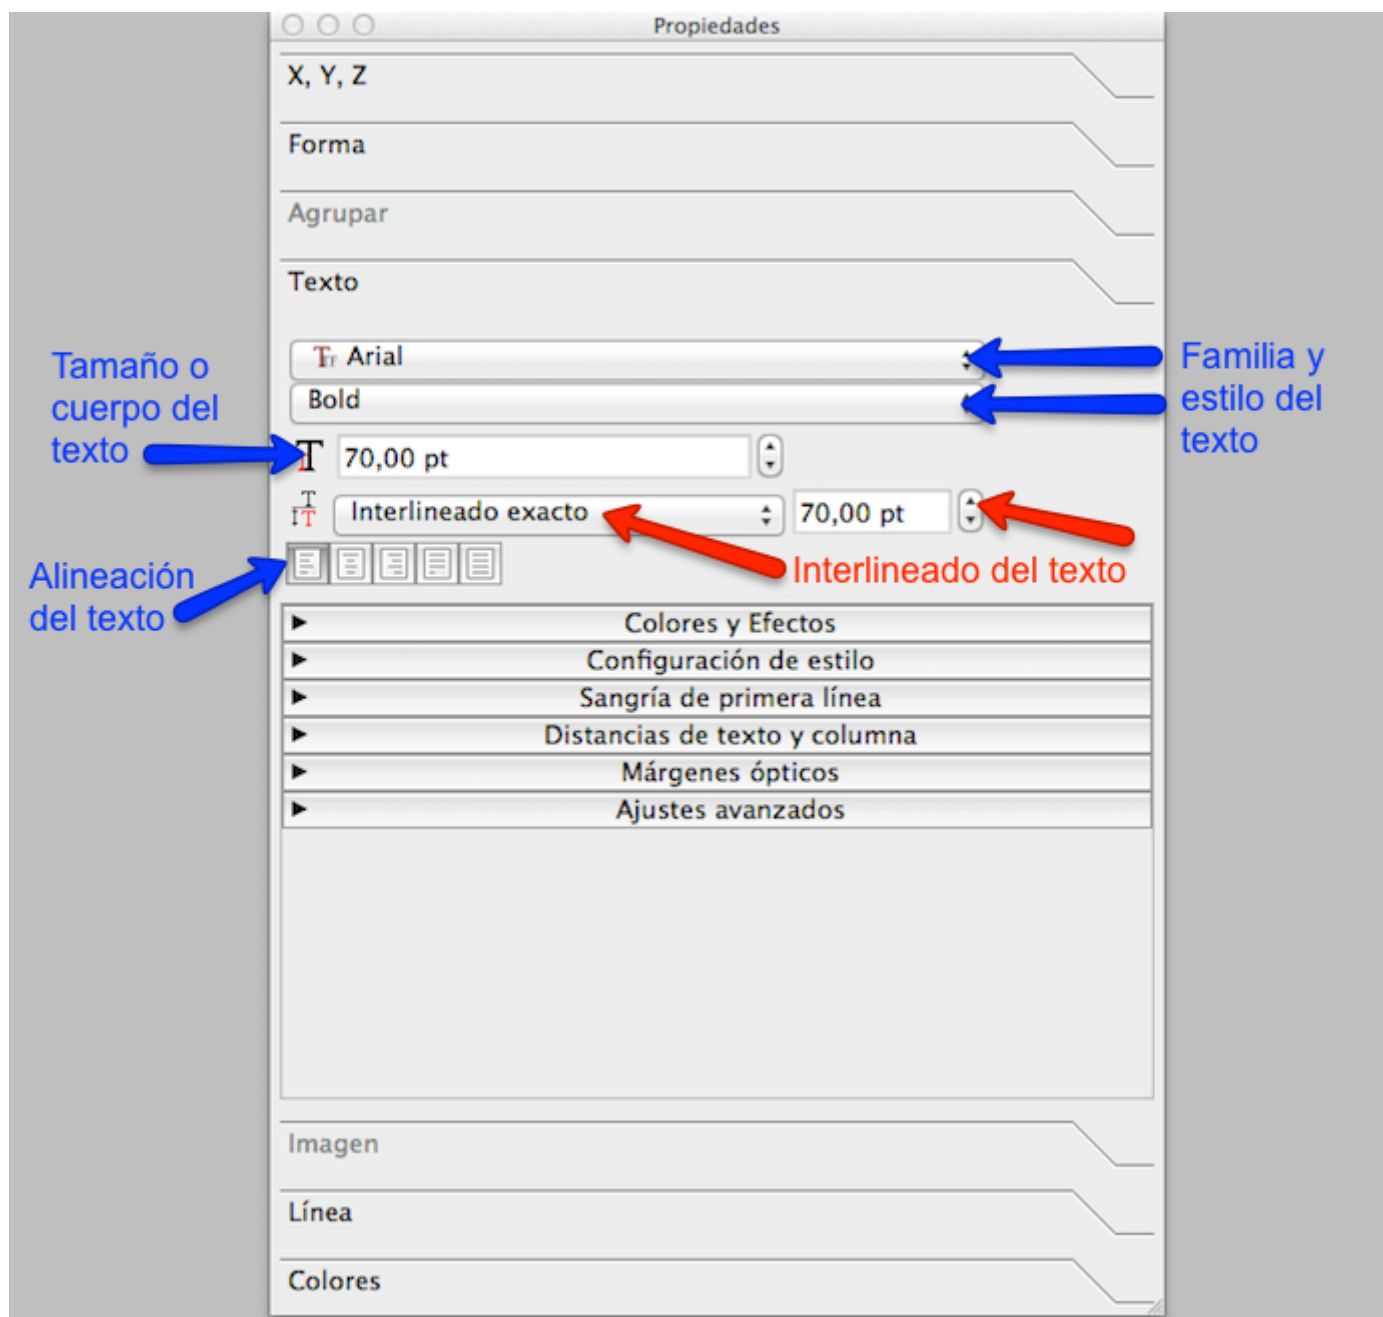 Propiedades
X, Y, Z
Forma
Agrupar
Texto
Arial
Bold
Tamaño o
cuerpo del
texto
Familia y
estilo del
texto
70,00 pt
Interlineado exacto
70,00 pt
Interlineado del texto
Alineación
del texto
Colores y Efectos
Configuración de estilo
Sangría de primera línea
Distancias de texto y columna
Márgenes ópticos
Ajustes avanzados
Imagen
Línea
Colores